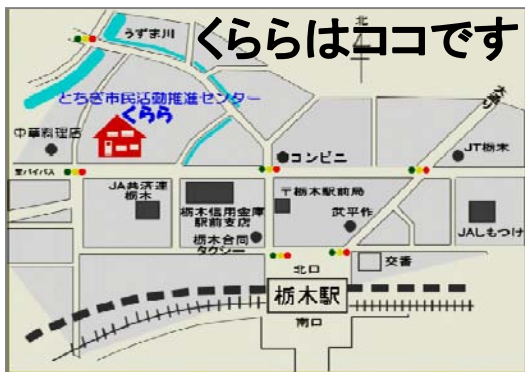 くららはココです
北
うずま川
大通り
とちぎ市民活動推進センター
くらら
中華料理店
コンビニ
JT栃木
JA共済連
栃木
栃木信用金庫
駅前支店
〒栃木駅前局
武平作
JAしもつけ
栃木合同
タクシー
交番
北口
栃木駅
南口